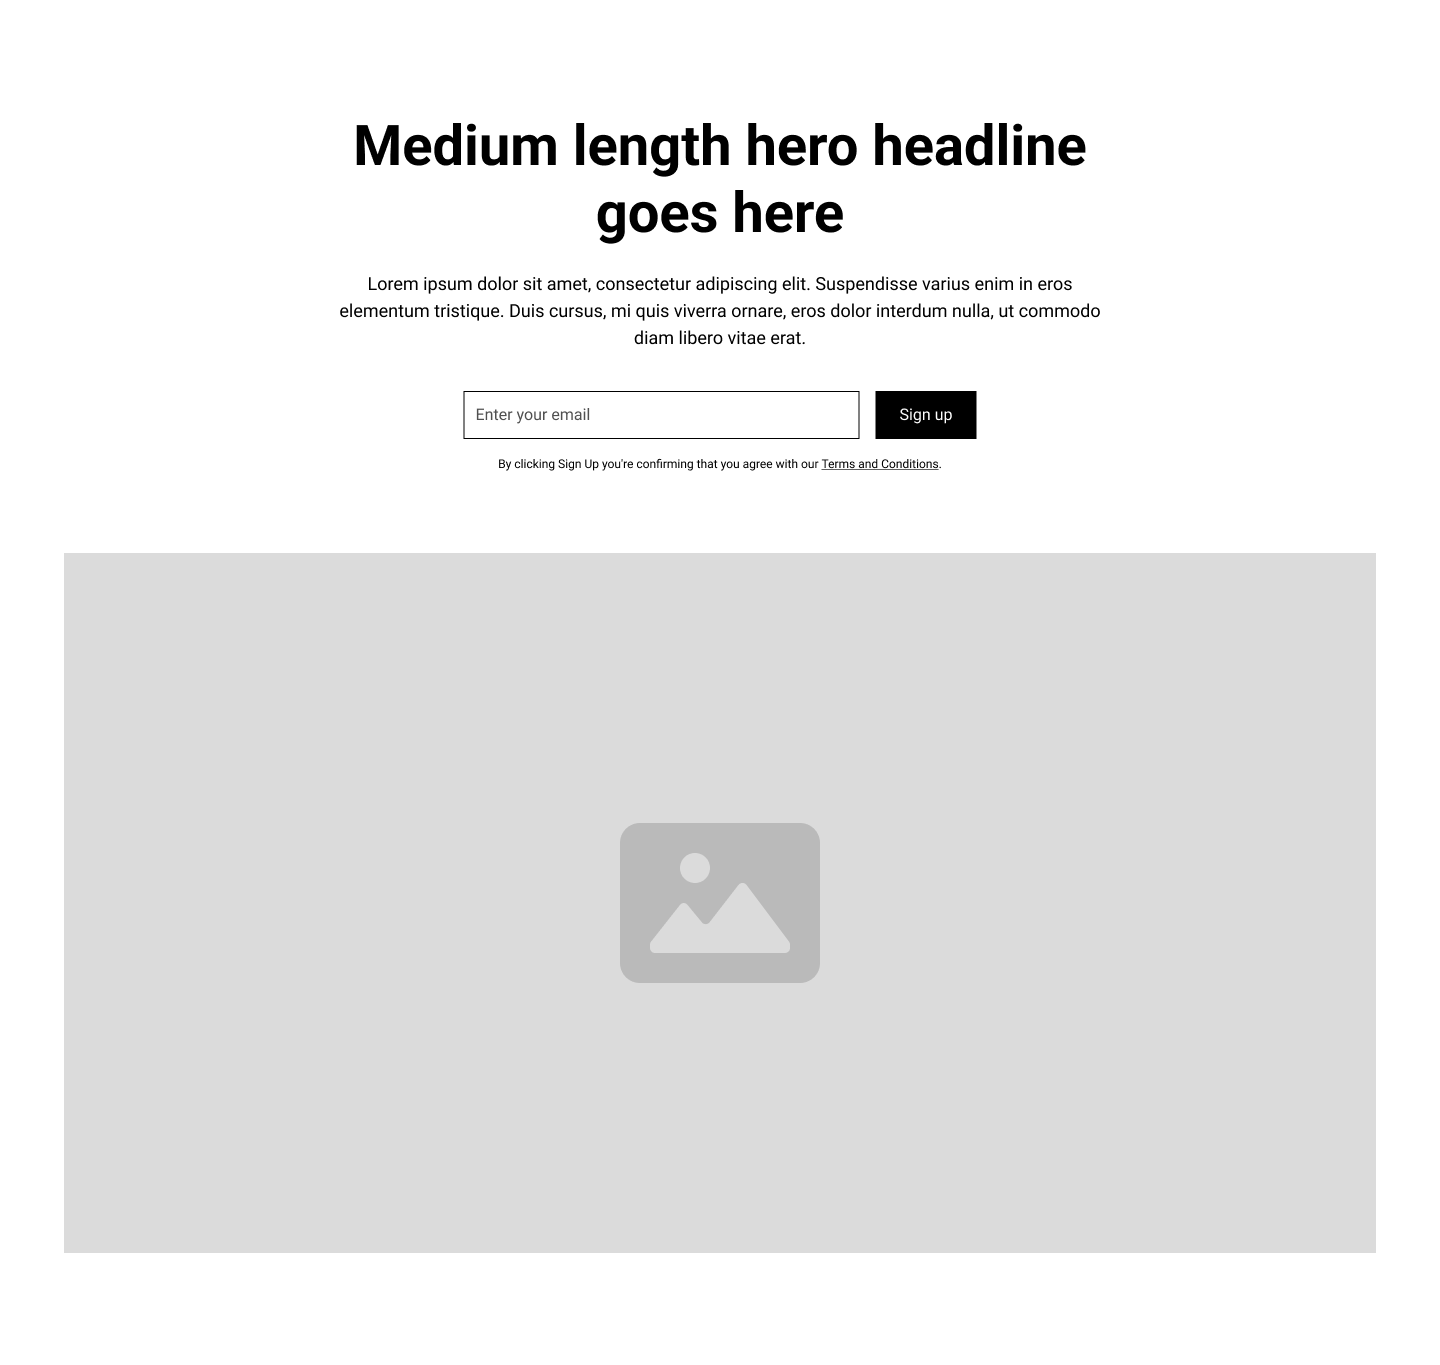 Medium length hero headline
goes here
Lorem ipsum dolor sit amet, consectetur adipiscing elit. Suspendisse varius enim in eros
elementum tristique. Duis cursus, mi quis viverra ornare, eros dolor interdum nulla, ut commodo
diam libero vitae erat.
Enter your email
Sign up
By clicking Sign Up you're confirming that you agree with our Terms and Conditions.